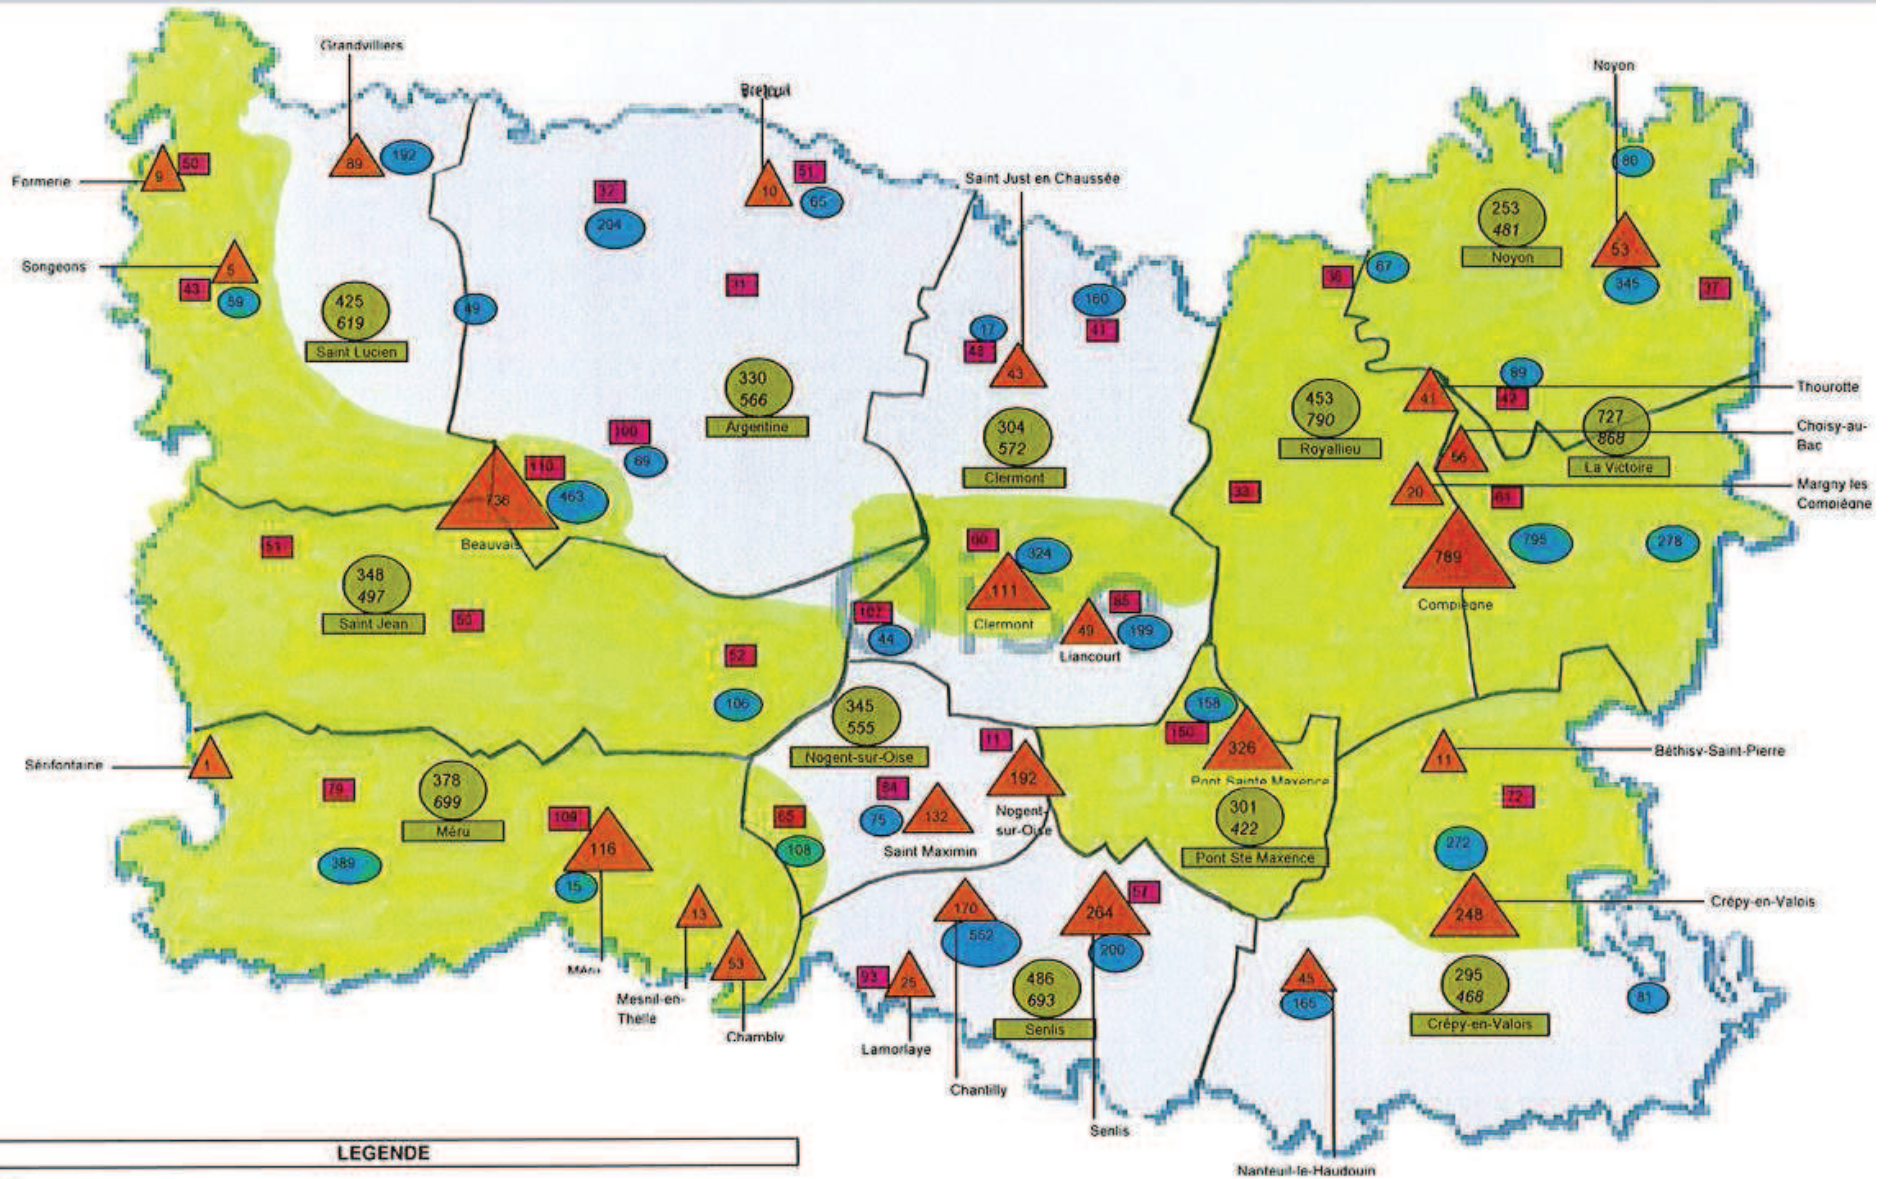 Grandvilliers
Noyon
Breteuil
Formerie
9
50
89
192
10
51
65
37
204
Saint Just en Chaussée
80
253
481
Noyon
53
345
37
Songeons
5
43
59
425
619
Saint Lucien
49
31
17
48
43
160
41
36
67
330
566
Argentine
304
572
Clermont
453
790
Royallieu
89
49
41
Thourotte
727
868
La Victoire
Choisy-au-
Bac
56
Margny les
Compiègne
20
61
33
100
69
110
463
736
Beauvais
789
Compiègne
795
278
51
348
497
Saint Jean
50
52
106
324
111
Clermont
102
44
49
85
199
Liancourt
345
555
Nogent-sur-Oise
158
150
326
Pont Sainte Maxence
11
Béthisy-Saint-Pierre
72
Sérifontaine
1
79
378
699
Méru
389
109
116
15
65
108
11
192
Nogent-
sur-Oise
84
75
132
Saint Maximin
301
422
Pont Ste Maxence
272
248
Crépy-en-Valois
13
53
Méru
Mesnil-en-
Thelle
Chambly
170
552
264
57
200
93
25
Lamorlaye
486
693
Senlis
45
165
295
468
Crépy-en-Valois
81
Chantilly
Senlis
Nanteuil-le-Haudouin
LEGENDE